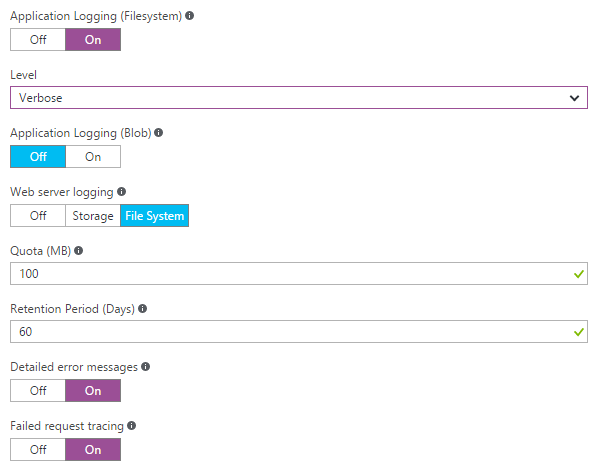 Application Logging (Filesystem)
Off On
Level
Verbose
Application Logging (Blob)
Off On
Web server logging
Off Storage File System
Quota (MB)
100
Retention Period (Days)
60
Detailed error messages
Off On
Failed request tracing
Off On